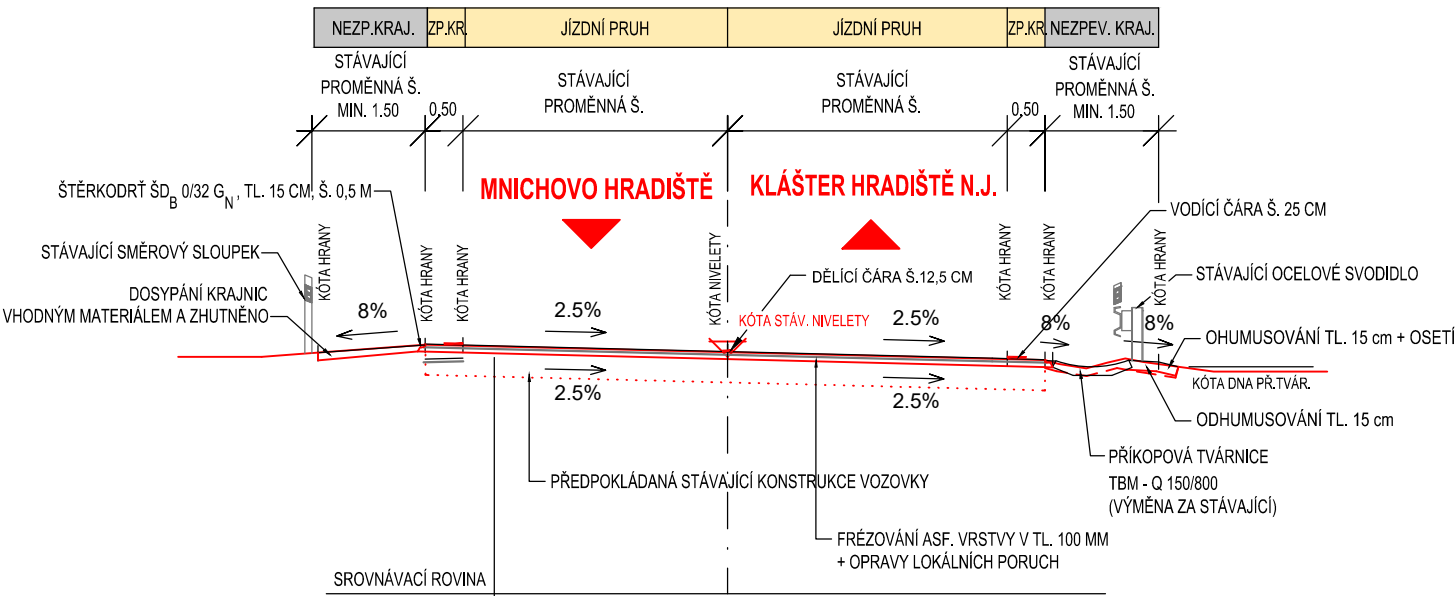 NEZP.KRAJ.
ZP.KR.
JÍZDNÍ PRUH
JÍZDNÍ PRUH
ZP.KR.
NEZPEV. KRAJ.
STÁVAJÍCÍ
PROMĚNNÁ Š.
MIN. 1.50
0,50
STÁVAJÍCÍ
PROMĚNNÁ Š.
STÁVAJÍCÍ
PROMĚNNÁ Š.
0,50
STÁVAJÍCÍ
PROMĚNNÁ Š.
MIN. 1.50
ŠTĚRKODRŤ ŠDB 0/32 GN, TL. 15 CM, Š. 0,5 M
MNICHOVO HRADIŠTĚ
KLÁŠTER HRADIŠTĚ N.J.
VODÍCÍ ČÁRA Š. 25 CM
STÁVAJÍCÍ SMĚROVÝ SLOUPEK
KÓTA HRANY
KÓTA HRANY
KÓTA HRANY
KÓTA NIVELETY
KÓTA HRANY
KÓTA HRANY
KÓTA HRANY
DĚLÍCÍ ČÁRA Š.12,5 CM
STÁVAJÍCÍ OCELOVÉ SVODIDLO
DOSYPÁNÍ KRAJNIC
VHODNÝM MATERIÁLEM A ZHUTNĚNO
8%
2.5%
KÓTA STÁV. NIVELETY
2.5%
8%
8%
OHUMUSOVÁNÍ TL. 15 cm + OSETÍ
KÓTA DNA PŘ.TVÁR.
2.5%
2.5%
ODHUMUSOVÁNÍ TL. 15 cm
PŘÍKOPOVÁ TVÁRNICE
TBM - Q 150/800
(VÝMĚNA ZA STÁVAJÍCÍ)
PŘEDPOKLÁDANÁ STÁVAJÍCÍ KONSTRUKCE VOZOVKY
FRÉZOVÁNÍ ASF. VRSTVY V TL. 100 MM
+ OPRAVY LOKÁLNÍCH PORUCH
SROVNÁVACÍ ROVINA